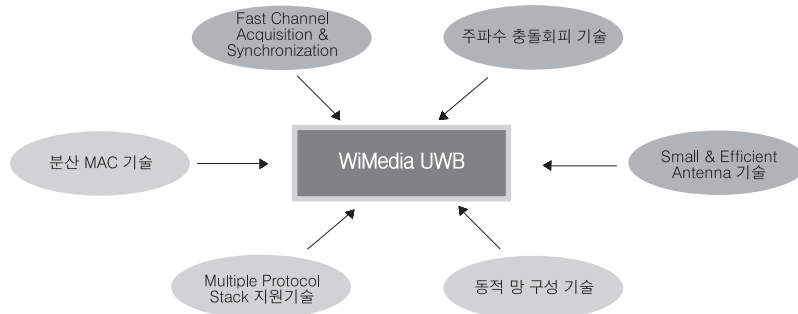 Fast Channel
Acquisition &
Synchronization
주파수 충돌회피 기술
분산 MAC 기술
WiMedia UWB
Small & Efficient
Antenna 기술
Multiple Protocol
Stack 지원기술
동적 망 구성 기술